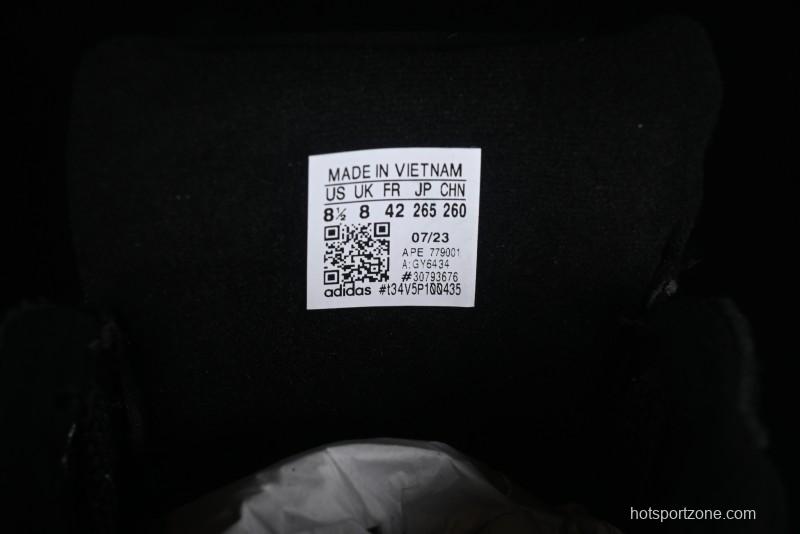 MADE IN VIETNAM
US UK FR JP CHN
8½ 8 42 265 260
07/23
APE 779001
A:GY6434
#30793676
adidas #t34V5P100435
hotsportzone.com